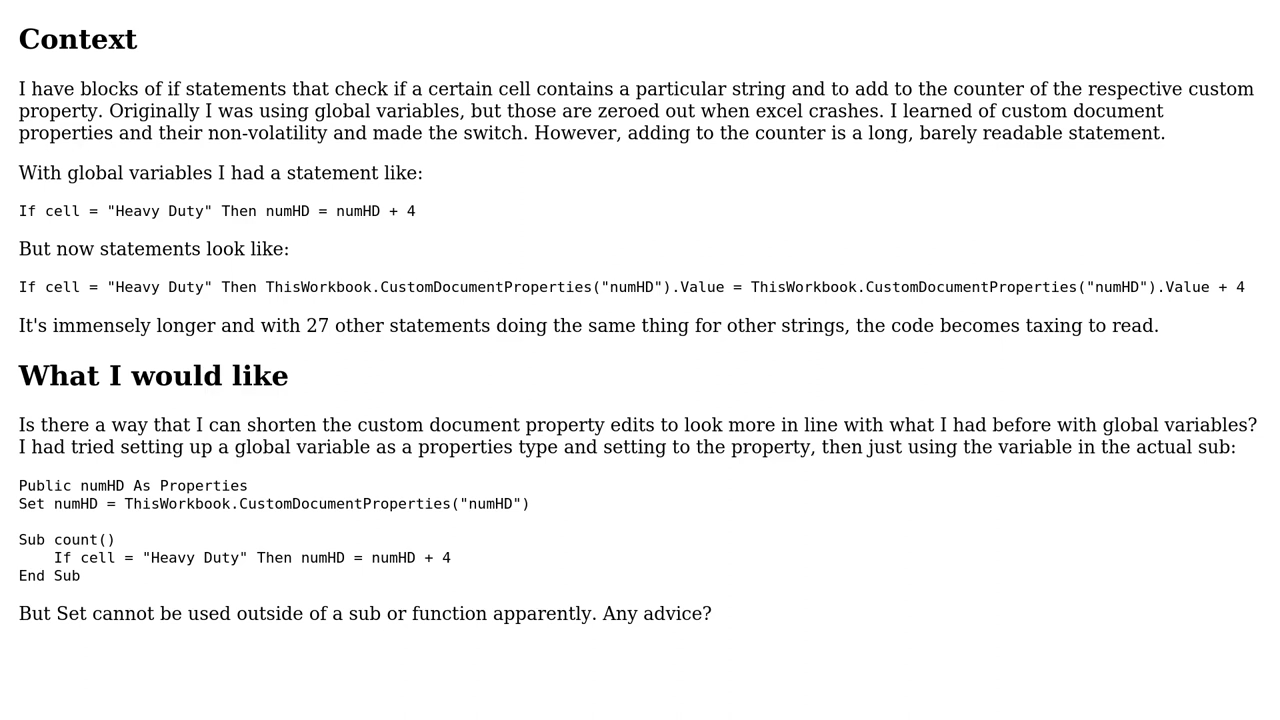 Context
I have blocks of if statements that check if a certain cell contains a particular string and to add to the counter of the respective custom
property. Originally I was using global variables, but those are zeroed out when excel crashes. I learned of custom document
properties and their non-volatility and made the switch. However, adding to the counter is a long, barely readable statement.
With global variables I had a statement like:
If cell = "Heavy Duty" Then numHD = numHD + 4
But now statements look like:
If cell = "Heavy Duty" Then ThisWorkbook.CustomDocumentProperties("numHD").Value = ThisWorkbook.CustomDocumentProperties("numHD").Value + 4
It's immensely longer and with 27 other statements doing the same thing for other strings, the code becomes taxing to read.
What I would like
Is there a way that I can shorten the custom document property edits to look more in line with what I had before with global variables?
I had tried setting up a global variable as a properties type and setting to the property, then just using the variable in the actual sub:
Public numHD As Properties
Set numHD = ThisWorkbook.CustomDocumentProperties("numHD")
Sub count()
    If cell = "Heavy Duty" Then numHD = numHD + 4
End Sub
But Set cannot be used outside of a sub or function apparently. Any advice?